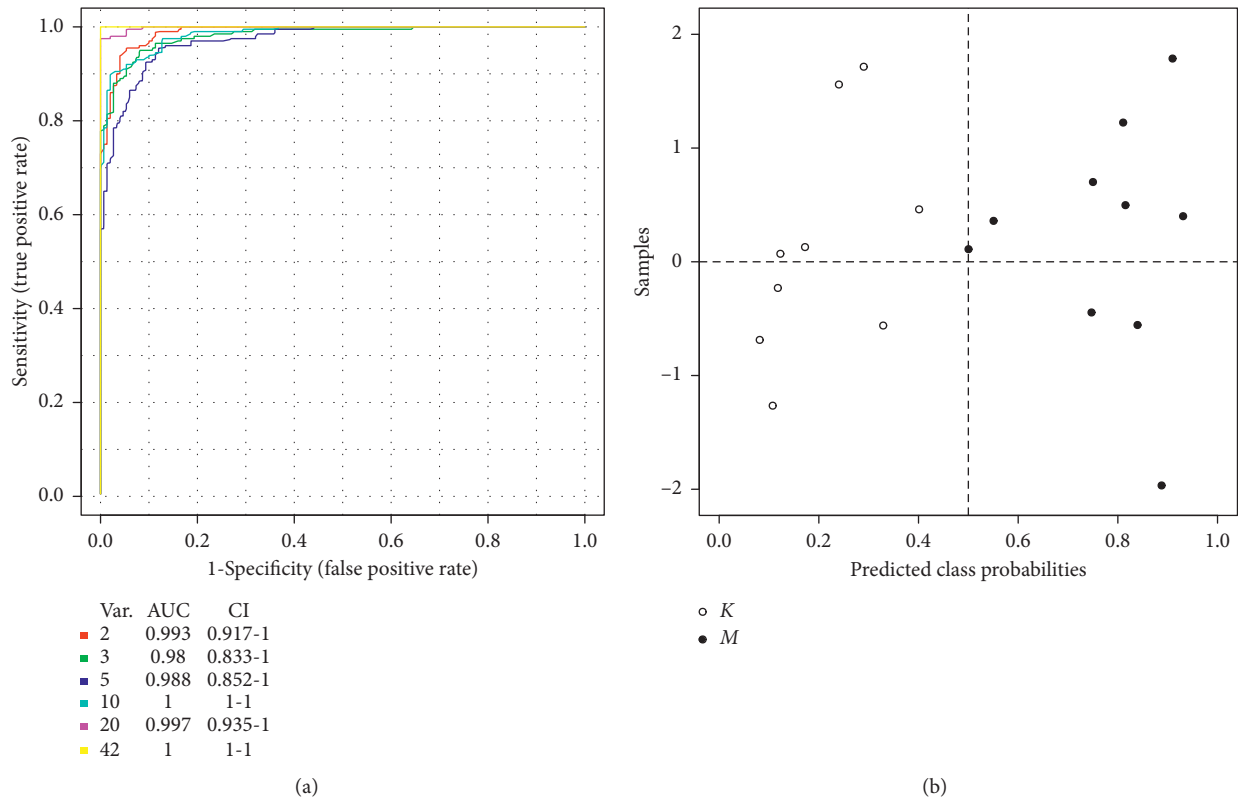 1.0
0.8
0.6
0.4
0.2
0.0
Sensitivity (true positive rate)
0.0 0.2 0.4 0.6 0.8 1.0
1-Specificity (false positive rate)
Var. AUC CI
2 0.993 0.917-1
3 0.98 0.833-1
5 0.988 0.852-1
10 1 1-1
20 0.997 0.935-1
42 1 1-1
(a)
2
1
0
−1
−2
Samples
0.0 0.2 0.4 0.6 0.8 1.0
Predicted class probabilities
K
M
(b)